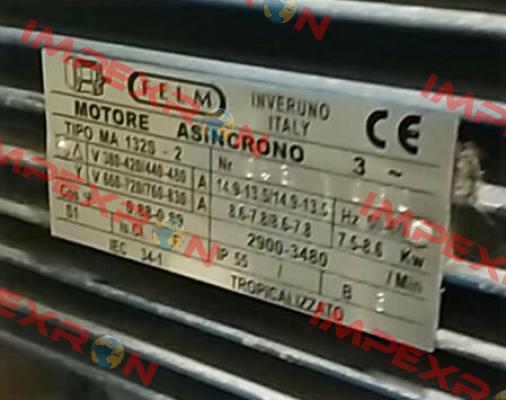 FELM
INVERUNO
ITALY
CE
MOTORE ASINCRONO 3 ~
TIPO MA 132S - 2
Nr
V 380-420/440-480 A 14.9-13.5/14.9-13.5 Hz
Y V 660-720/760-830 A 8.6-7.8/8.6-7.8 7.5-8.6 Kw
Cos φ 0.88-0.89 2900-3480 /Min
S1 Is.Cl. IP 55 / B 3
IEC 34-1 TROPICALIZZATO
IMPEXRON